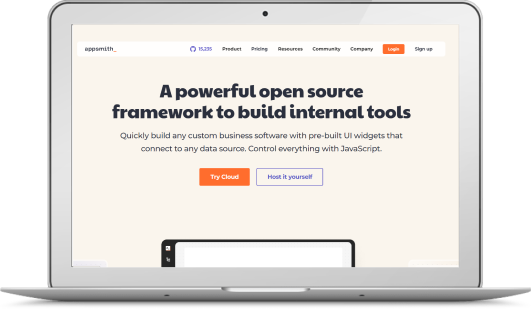 appsmith_ 15,235 Product Pricing Resources Community Company Login Sign up
A powerful open source
framework to build internal tools
Quickly build any custom business software with pre-built UI widgets that
connect to any data source. Control everything with JavaScript.
Try Cloud Host it yourself